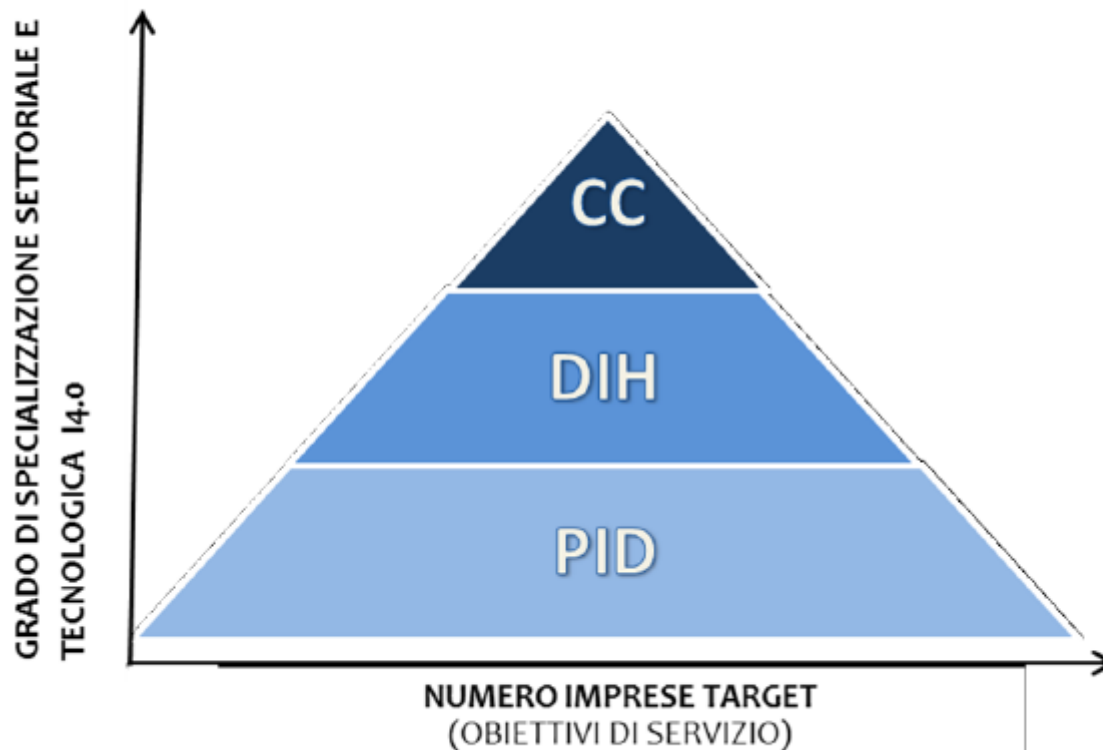 GRADO DI SPECIALIZZAZIONE SETTORIALE E
TECNOLOGICA I4.0
CC
DIH
PID
NUMERO IMPRESE TARGET
(OBIETTIVI DI SERVIZIO)